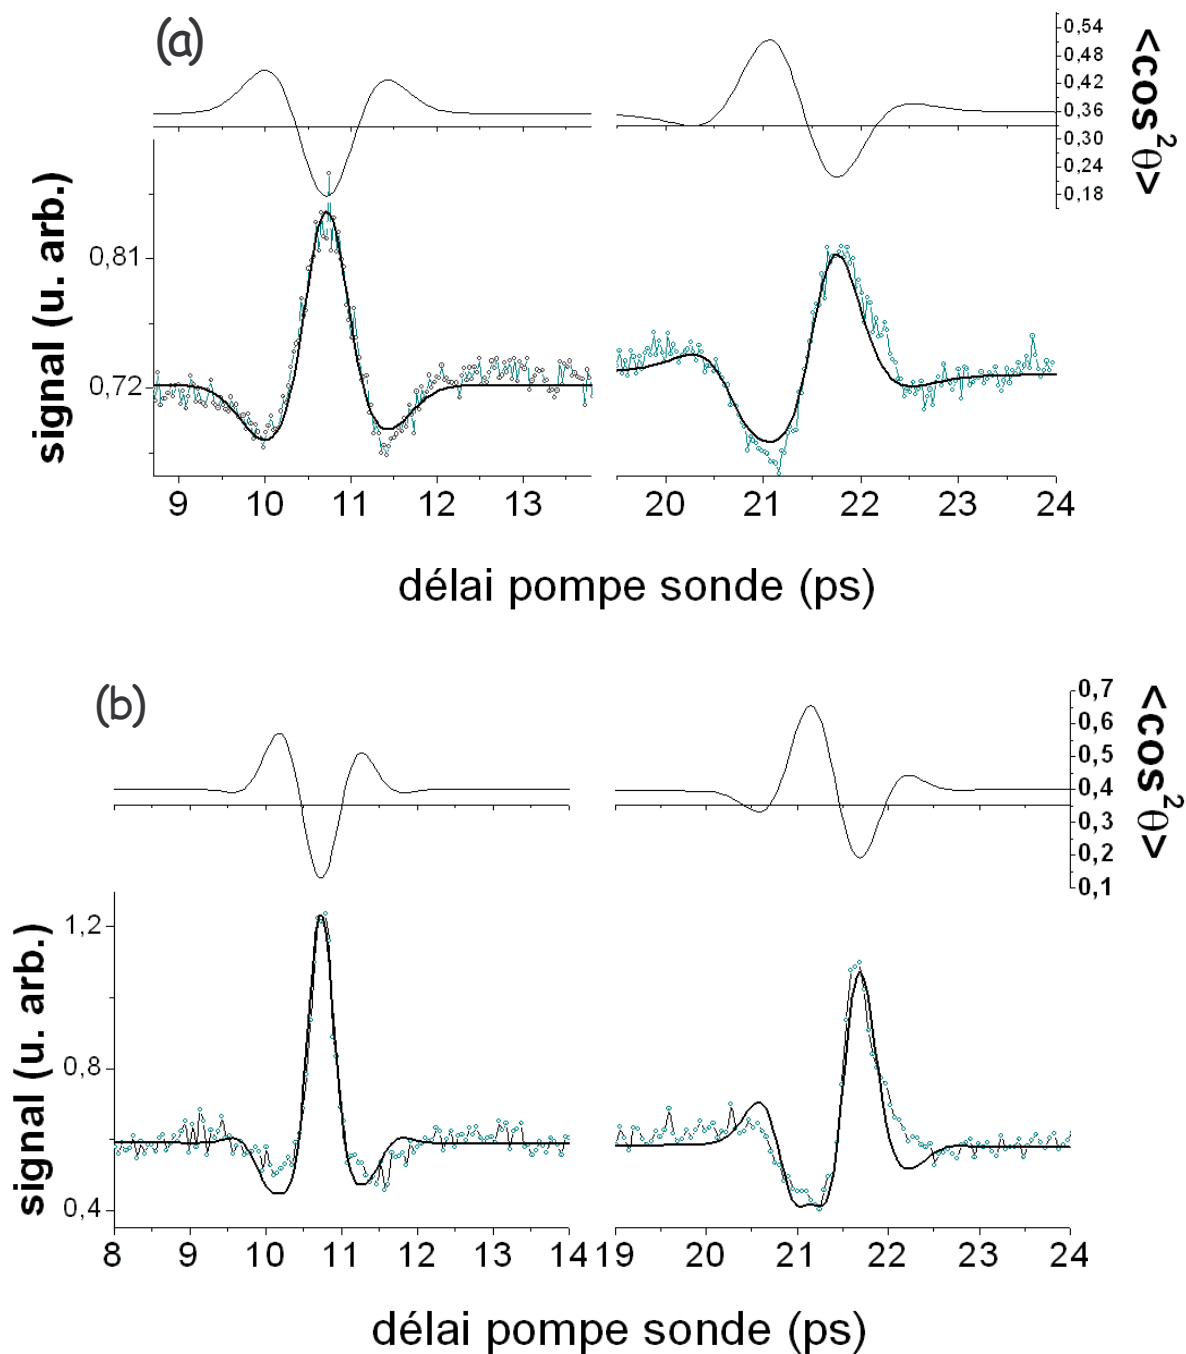 (a)
0,54
0,48
0,42
0,36
0,30
0,24
0,18
<cos²θ>
signal (u. arb.)
0,81
0,72
9 10 11 12 13 20 21 22 23 24
délai pompe sonde (ps)
(b)
0,7
0,6
0,5
0,4
0,3
0,2
0,1
<cos²θ>
signal (u. arb.)
1,2
0,8
0,4
8 9 10 11 12 13 14 19 20 21 22 23 24
délai pompe sonde (ps)